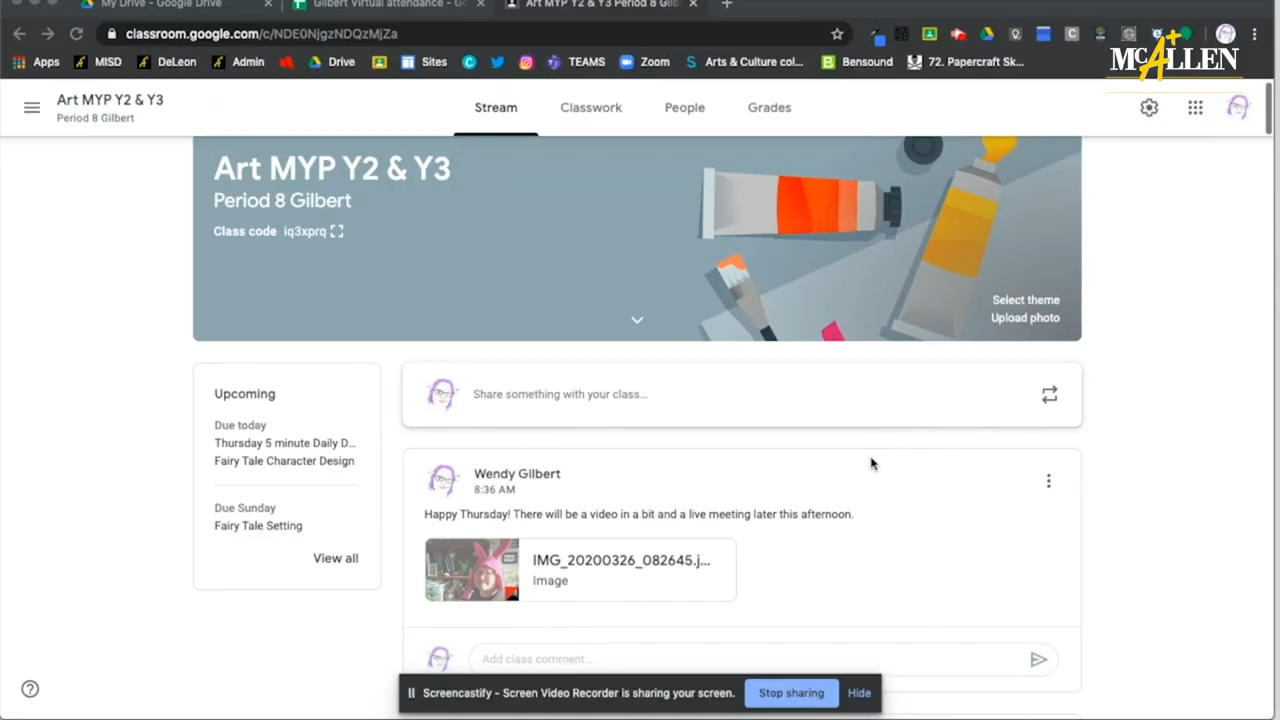 My Drive - Google Drive
Gilbert Virtual attendance - Go
Art MYP Y2 & Y3 Period 8 Gilb
classroom.google.com/c/NDE0NjgzNDQzMjZa
Apps
MISD
DeLeon
Admin
Drive
Sites
TEAMS
Zoom
Arts & Culture col...
Bensound
72. Papercraft Sk...
McALLEN
Art MYP Y2 & Y3
Period 8 Gilbert
Stream
Classwork
People
Grades
Art MYP Y2 & Y3
Period 8 Gilbert
Class code iq3xprq
Select theme
Upload photo
Upcoming
Due today
Thursday 5 minute Daily D...
Fairy Tale Character Design
Due Sunday
Fairy Tale Setting
View all
Share something with your class...
Wendy Gilbert
8:36 AM
Happy Thursday! There will be a video in a bit and a live meeting later this afternoon.
IMG_20200326_082645.j...
Image
Add class comment...
Screencastify - Screen Video Recorder is sharing your screen.
Stop sharing
Hide